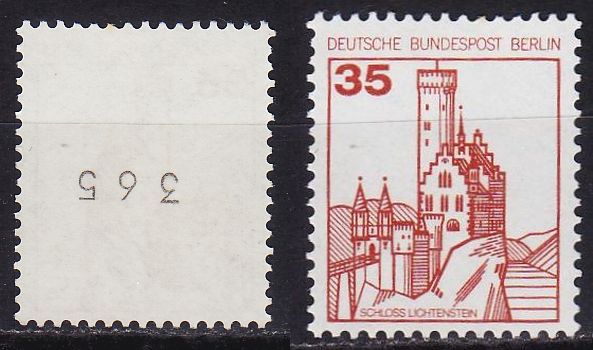 365
DEUTSCHE BUNDESPOST BERLIN
35
SCHLOSS LICHTENSTEIN